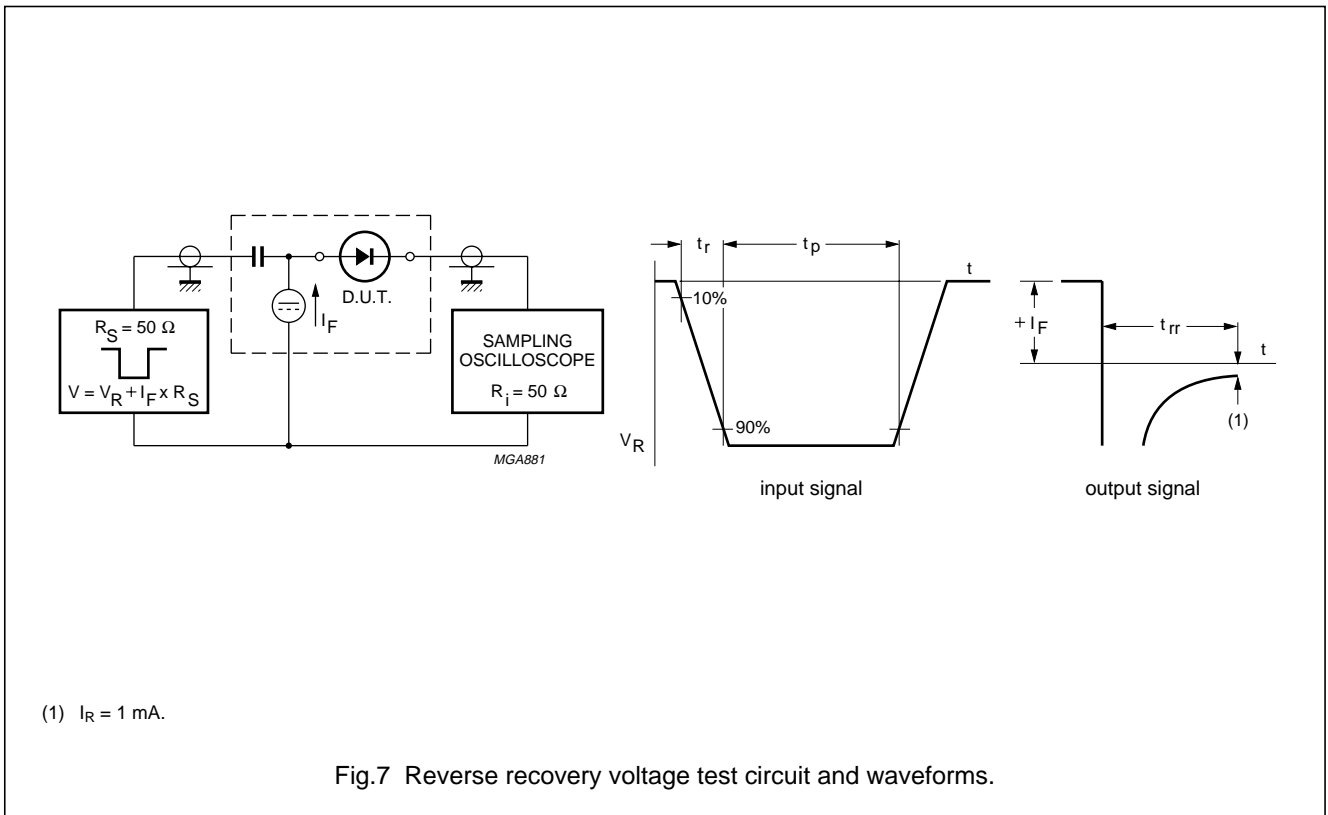 R_S = 50 Ω
V = V_R + I_F x R_S
I_F
D.U.T.
SAMPLING
OSCILLOSCOPE
R_i = 50 Ω
MGA881
t_r
t_p
t
10%
90%
V_R
input signal
+ I_F
t_rr
t
(1)
output signal
(1) I_R = 1 mA.
Fig.7 Reverse recovery voltage test circuit and waveforms.